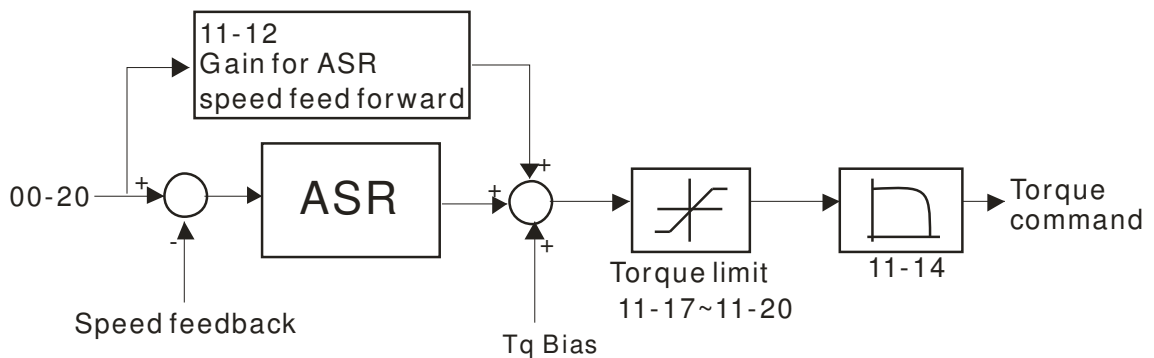 11-12
Gain for ASR
speed feed forward
+
+
00-20
+
ASR
-
+
Torque
command
Torque limit
11-17~11-20
11-14
Speed feedback
Tq Bias